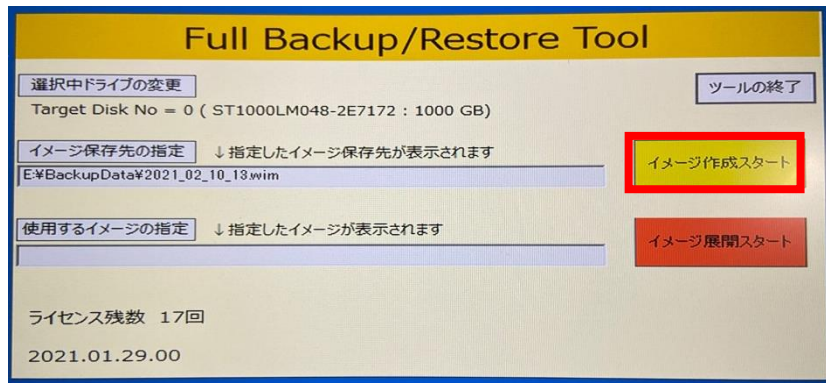 Full Backup/Restore Tool
選択中ドライブの変更
ツールの終了
Target Disk No = 0 ( ST1000LM048-2E7172 : 1000 GB)
イメージ保存先の指定 ↓指定したイメージ保存先が表示されます
イメージ作成スタート
E:¥BackupData¥2021_02_10_13.wim
使用するイメージの指定 ↓指定したイメージが表示されます
イメージ展開スタート
ライセンス残数 17回
2021.01.29.00